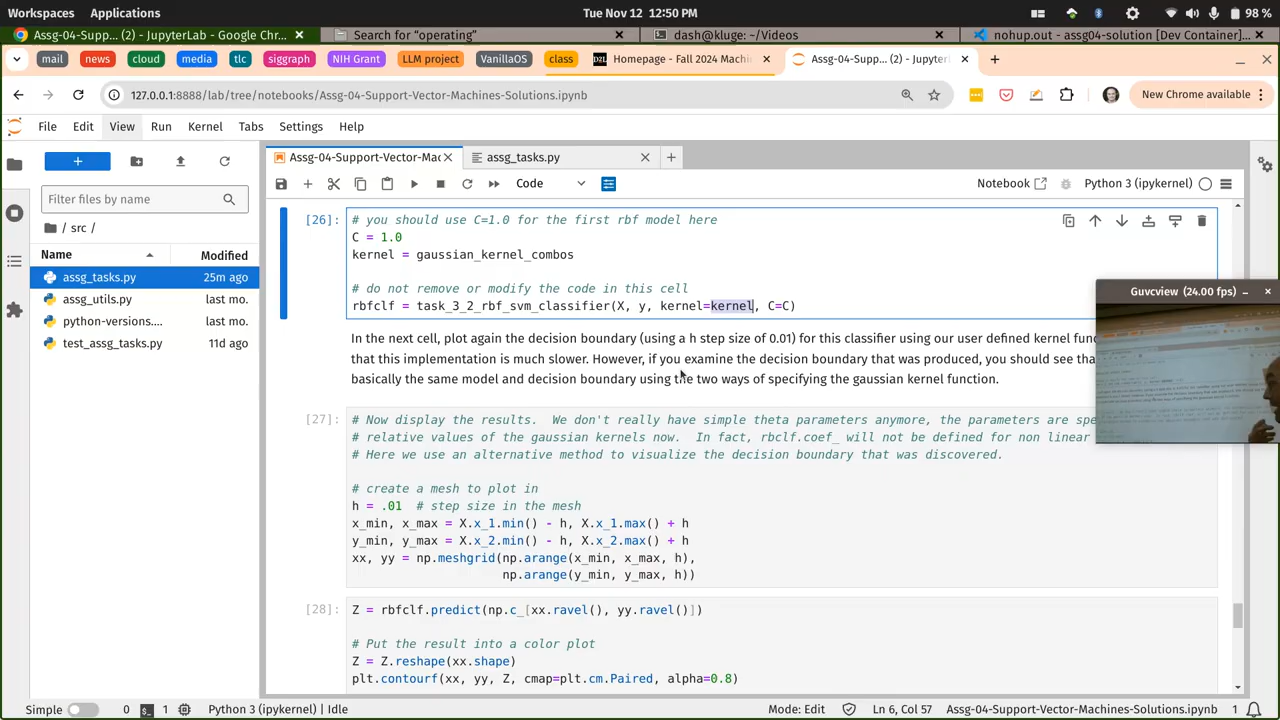 Workspaces Applications Tue Nov 12 12:50 PM 98 %
Assg-04-Supp... (2) - JupyterLab - Google Chr... Search for “operating” dash@kluge: ~/Videos nohup.out - assg04-solution [Dev Container]...
mail news cloud media tlc siggraph NIH Grant LLM project VanillaOS class DZL Homepage - Fall 2024 Machin Assg-04-Supp... (2) - Jupyter
127.0.0.1:8888/lab/tree/notebooks/Assg-04-Support-Vector-Machines-Solutions.ipynb New Chrome available
File Edit View Run Kernel Tabs Settings Help
Assg-04-Support-Vector-Mac assg_tasks.py
Code Notebook Python 3 (ipykernel)
Filter files by name
/ src /
Name Modified
assg_tasks.py 25m ago
assg_utils.py last mo.
python-versions.... last mo.
test_assg_tasks.py 11d ago
[26]: # you should use C=1.0 for the first rbf model here
C = 1.0
kernel = gaussian_kernel_combos
# do not remove or modify the code in this cell
rbfclf = task_3_2_rbf_svm_classifier(X, y, kernel=kernel, C=C)
Guvcview (24.00 fps)
In the next cell, plot again the decision boundary (using a h step size of 0.01) for this classifier using our user defined kernel func
that this implementation is much slower. However, if you examine the decision boundary that was produced, you should see tha
basically the same model and decision boundary using the two ways of specifying the gaussian kernel function.
[27]: # Now display the results. We don't really have simple theta parameters anymore, the parameters are spe
# relative values of the gaussian kernels now. In fact, rbclf.coef_ will not be defined for non linear
# Here we use an alternative method to visualize the decision boundary that was discovered.
# create a mesh to plot in
h = .01 # step size in the mesh
x_min, x_max = X.x_1.min() - h, X.x_1.max() + h
y_min, y_max = X.x_2.min() - h, X.x_2.max() + h
xx, yy = np.meshgrid(np.arange(x_min, x_max, h),
np.arange(y_min, y_max, h))
[28]: Z = rbfclf.predict(np.c_[xx.ravel(), yy.ravel()])
# Put the result into a color plot
Z = Z.reshape(xx.shape)
plt.contourf(xx, yy, Z, cmap=plt.cm.Paired, alpha=0.8)
Simple 0 1 Python 3 (ipykernel) | Idle Mode: Edit Ln 6, Col 57 Assg-04-Support-Vector-Machines-Solutions.ipynb 1